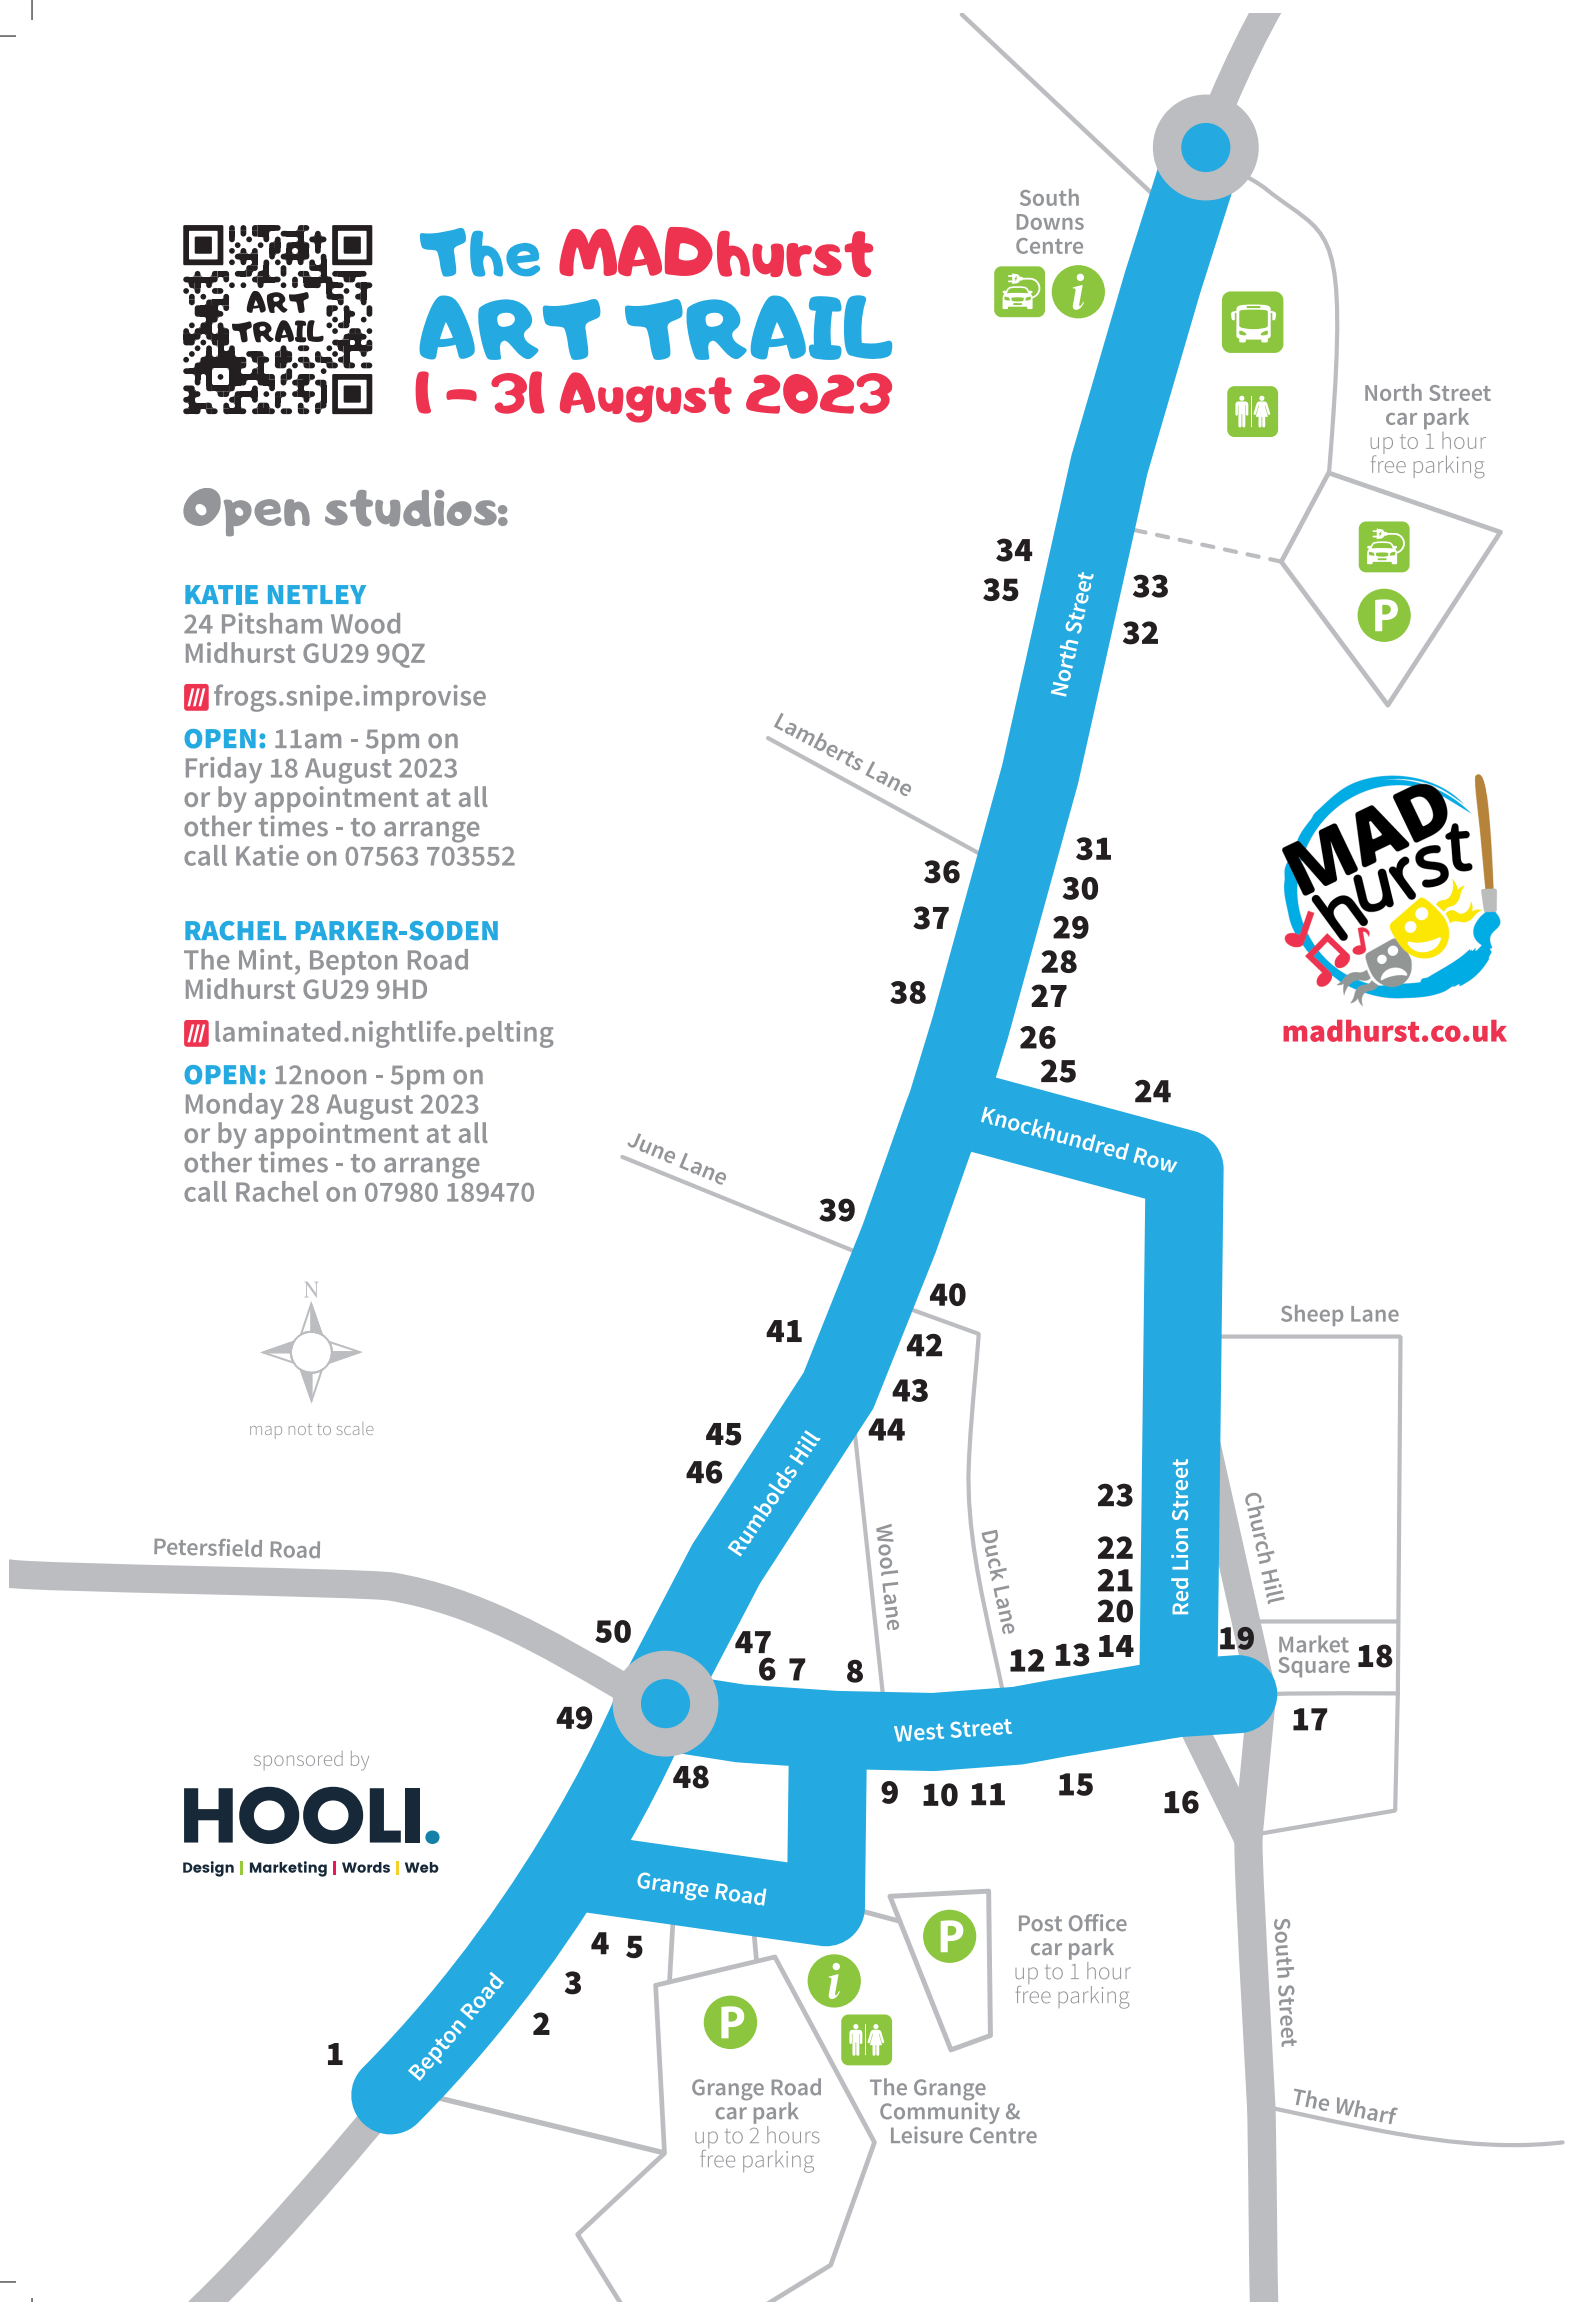 The MADhurst
ART TRAIL
1 – 31 August 2023
ART
TRAIL
Open studios:
KATIE NETLEY
24 Pitsham Wood
Midhurst GU29 9QZ
/// frogs.snipe.improvise
OPEN: 11am - 5pm on
Friday 18 August 2023
or by appointment at all
other times - to arrange
call Katie on 07563 703552
RACHEL PARKER-SODEN
The Mint, Bepton Road
Midhurst GU29 9HD
/// laminated.nightlife.pelting
OPEN: 12noon - 5pm on
Monday 28 August 2023
or by appointment at all
other times - to arrange
call Rachel on 07980 189470
N
map not to scale
sponsored by
HOOLI.
Design | Marketing | Words | Web
South
Downs
Centre
i
North Street
car park
up to 1 hour
free parking
P
34
35
33
32
North Street
Lamberts Lane
MAD
hurst
madhurst.co.uk
31
36
30
37
29
28
38
27
26
25
24
Knockhundred Row
June Lane
39
40
41
42
43
44
45
46
Rumbolds Hill
Sheep Lane
Wool Lane
Duck Lane
23
22
21
20
Red Lion Street
Church Hill
Petersfield Road
50
47
6
7
8
12
13
14
19
Market
Square
18
49
West Street
17
48
9
10
11
15
16
Grange Road
4
5
3
2
1
Bepton Road
P
Grange Road
car park
up to 2 hours
free parking
i
The Grange
Community &
Leisure Centre
P
Post Office
car park
up to 1 hour
free parking
South Street
The Wharf